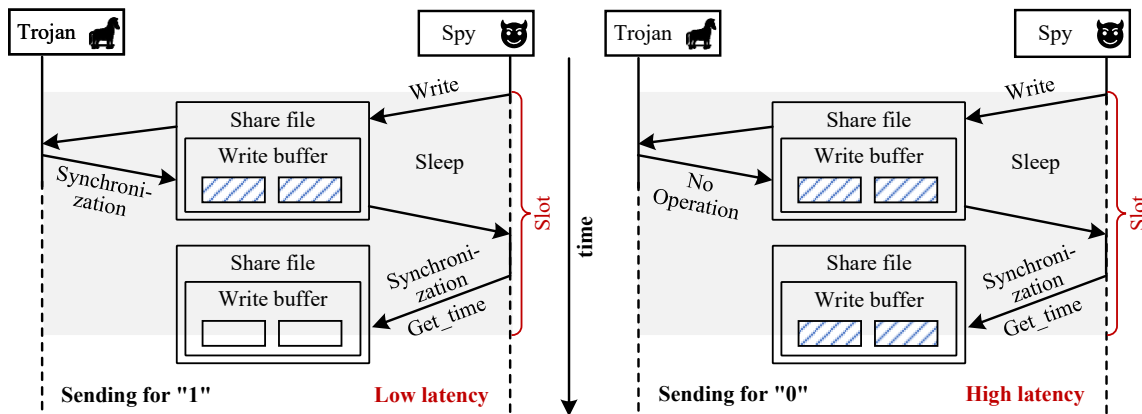 Trojan
Spy
Write
Share file
Write buffer
Sleep
Synchroni-
zation
Slot
Share file
Write buffer
Synchroni-
zation
Get_time
Sending for "1"
Low latency
time
Trojan
Spy
Write
Share file
Write buffer
Sleep
No
Operation
Slot
Share file
Write buffer
Synchroni-
zation
Get_time
Sending for "0"
High latency